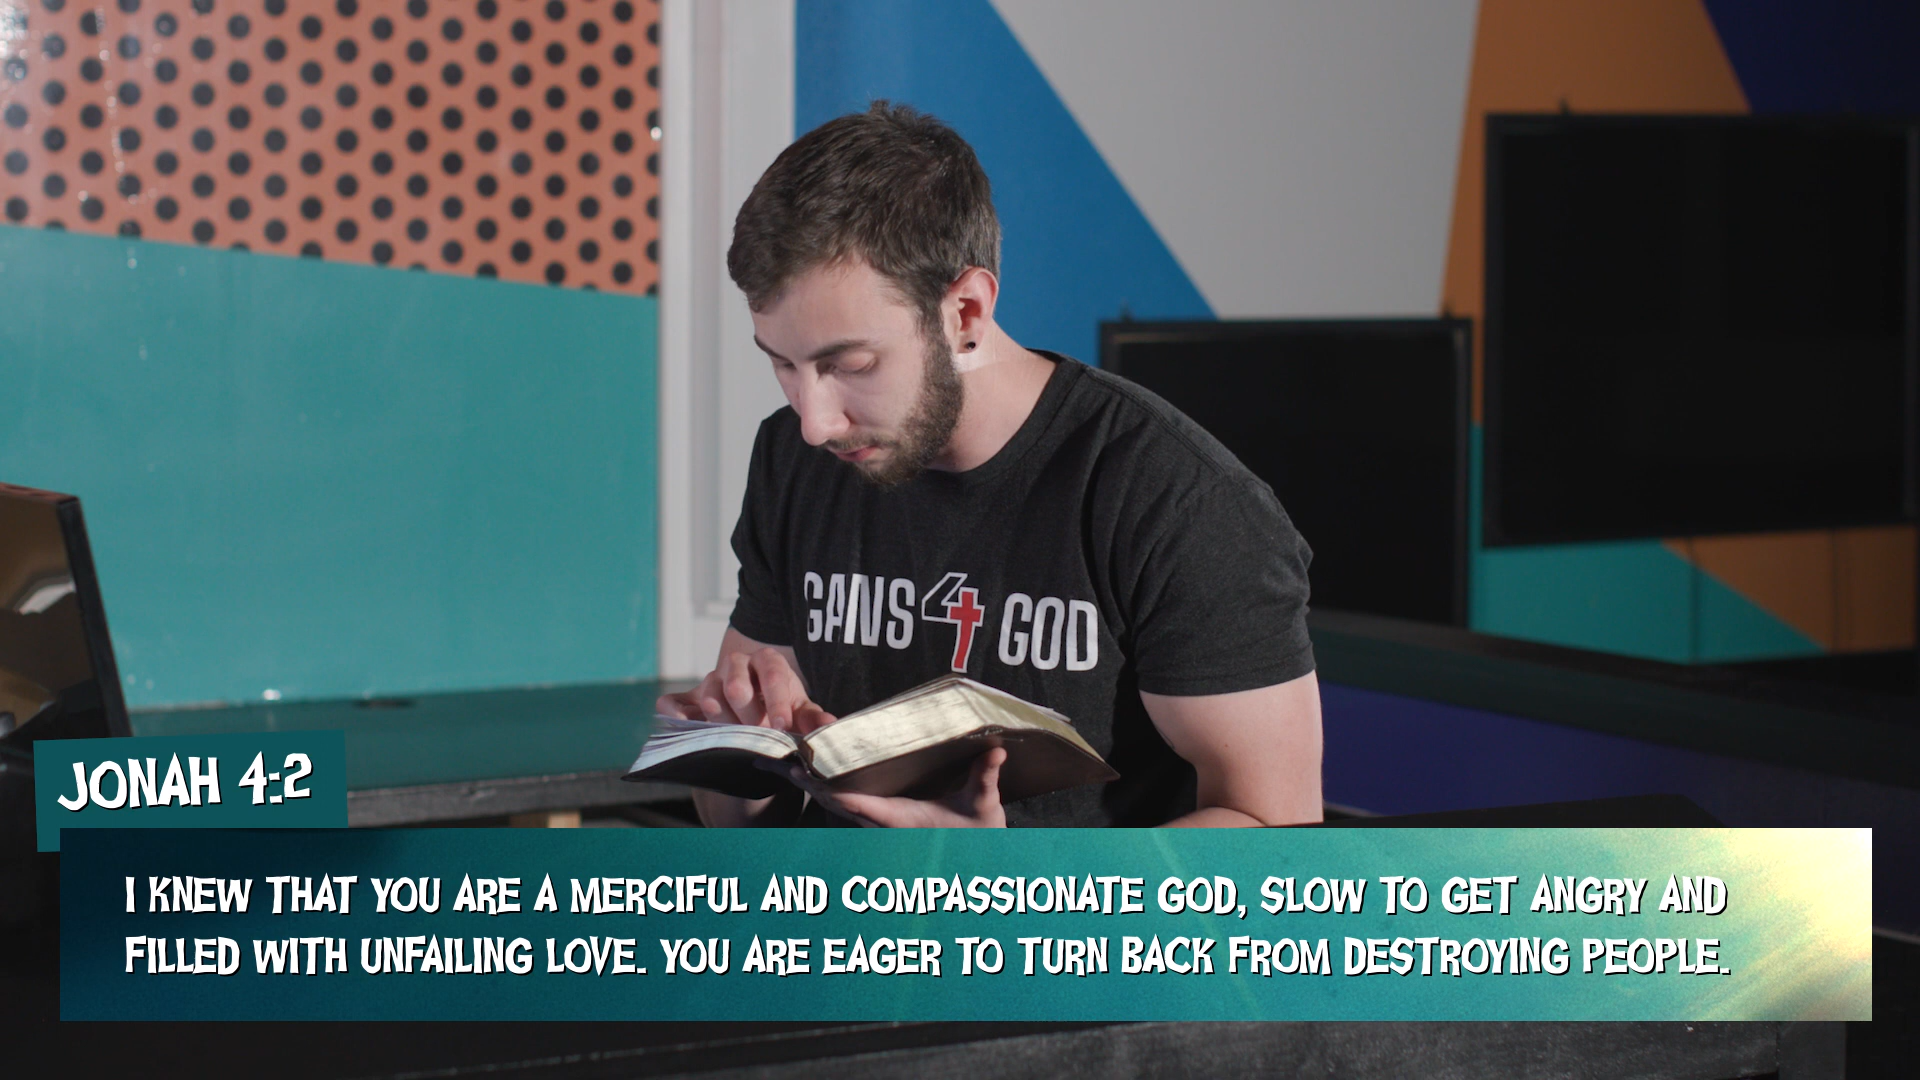 GAINS 4 GOD
JONAH 4:2
I KNEW THAT YOU ARE A MERCIFUL AND COMPASSIONATE GOD, SLOW TO GET ANGRY AND
FILLED WITH UNFAILING LOVE. YOU ARE EAGER TO TURN BACK FROM DESTROYING PEOPLE.